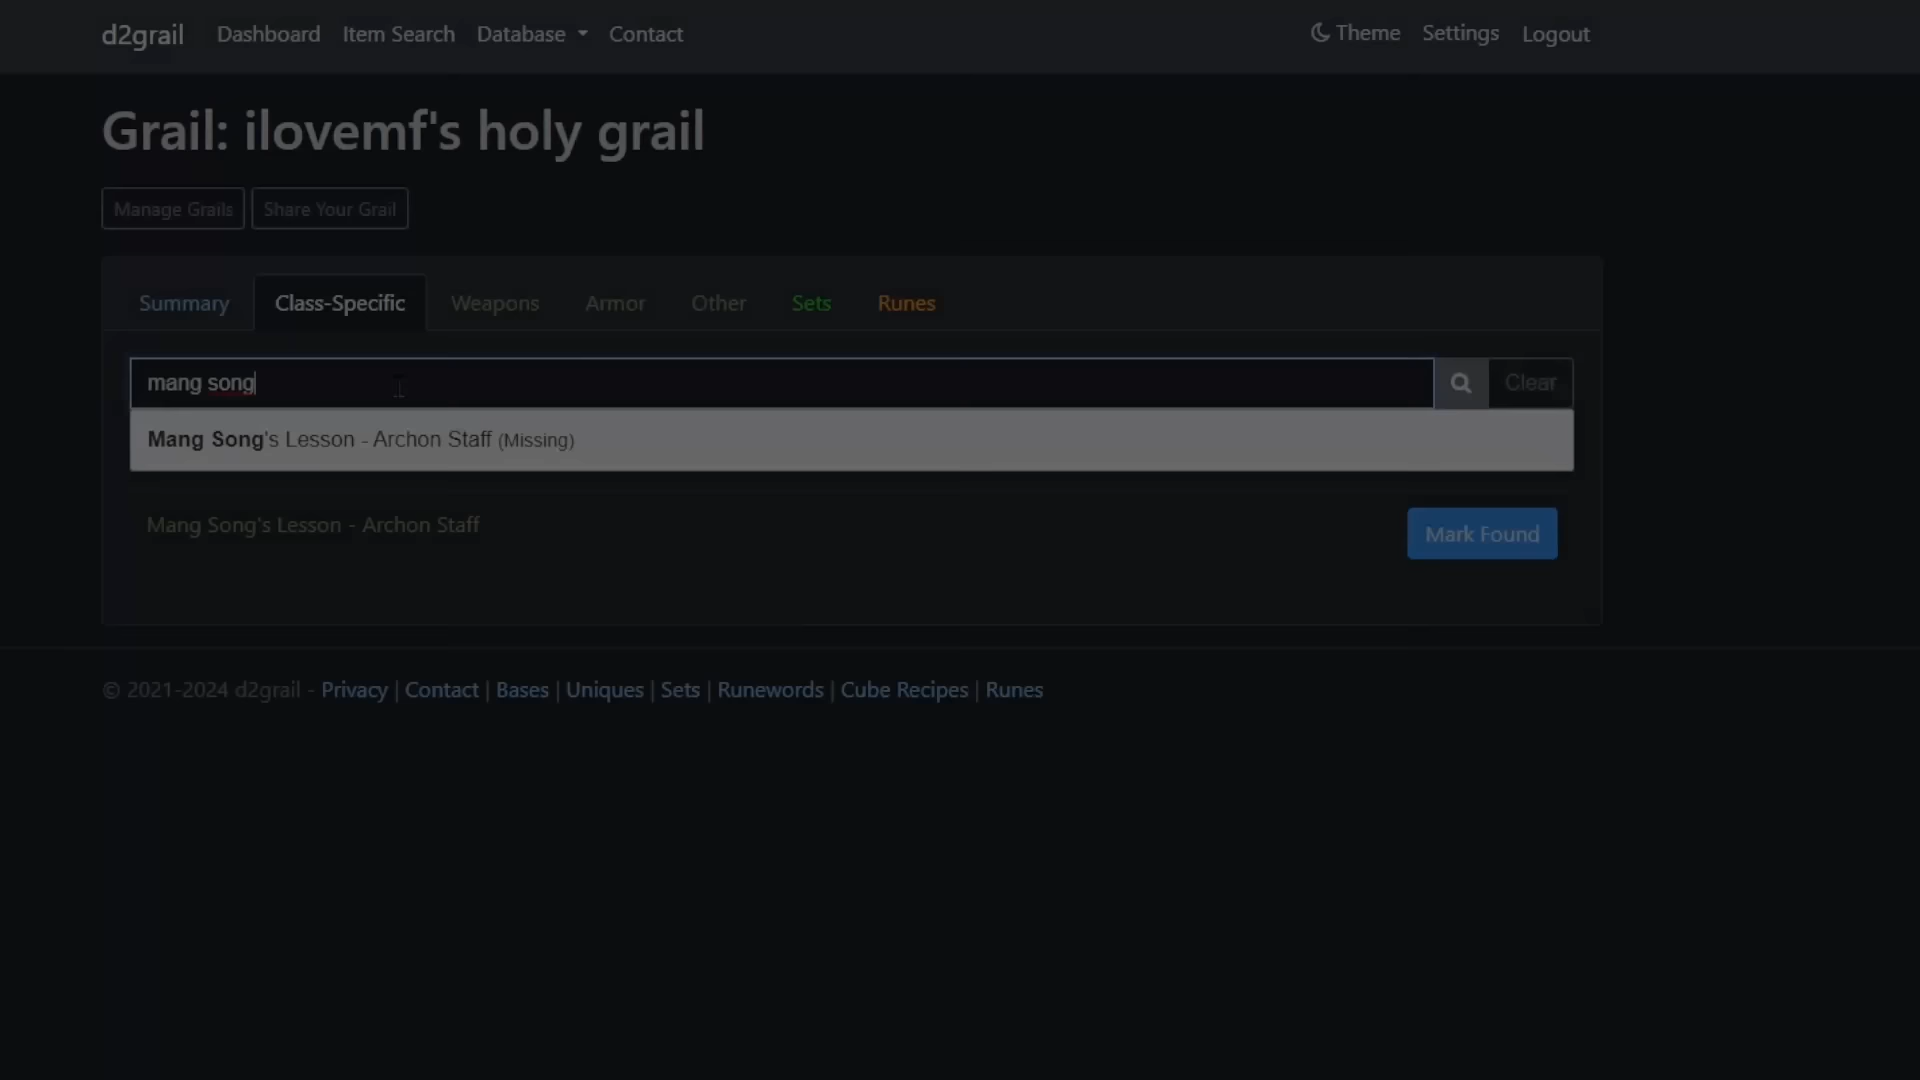 d2grail Dashboard Item Search Database Contact Theme Settings Logout
Grail: ilovemf's holy grail
Manage Grails Share Your Grail
Summary Class-Specific Weapons Armor Other Sets Runes
mang song Clear
Mang Song's Lesson - Archon Staff (Missing)
Mang Song's Lesson - Archon Staff Mark Found
© 2021-2024 d2grail - Privacy | Contact | Bases | Uniques | Sets | Runewords | Cube Recipes | Runes